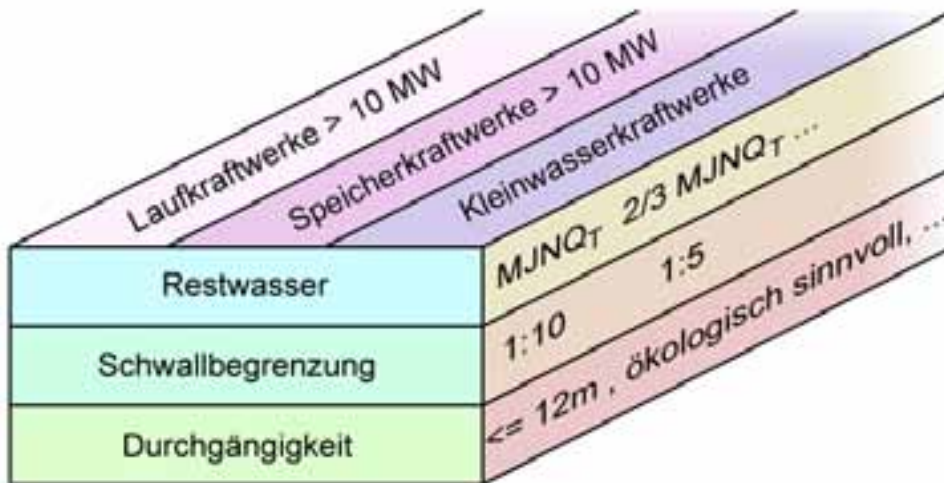 Laufkraftwerke > 10 MW
Speicherkraftwerke > 10 MW
Kleinwasserkraftwerke
Restwasser
MJNQT 2/3 MJNQT ...
Schwallbegrenzung
1:10 1:5
Durchgängigkeit
<= 12m , ökologisch sinnvoll, ...